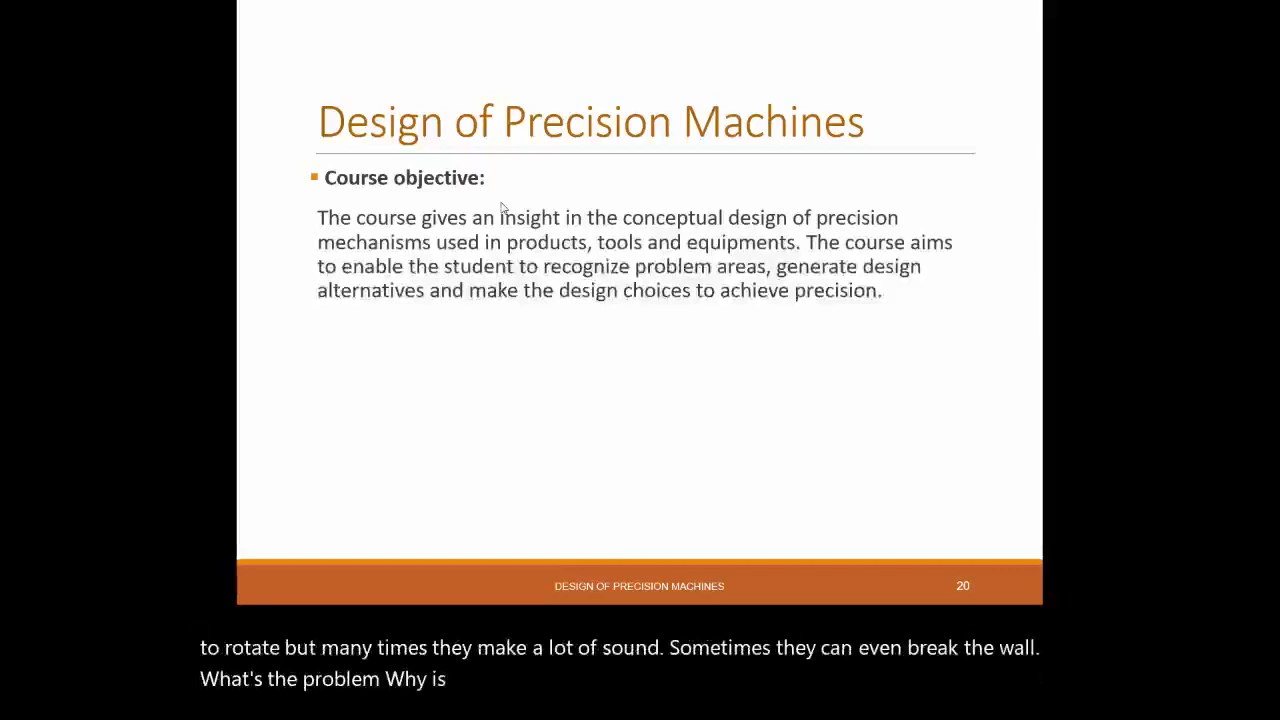 Design of Precision Machines
Course objective:
The course gives an insight in the conceptual design of precision
mechanisms used in products, tools and equipments. The course aims
to enable the student to recognize problem areas, generate design
alternatives and make the design choices to achieve precision.
DESIGN OF PRECISION MACHINES
20
to rotate but many times they make a lot of sound. Sometimes they can even break the wall.
What's the problem Why is